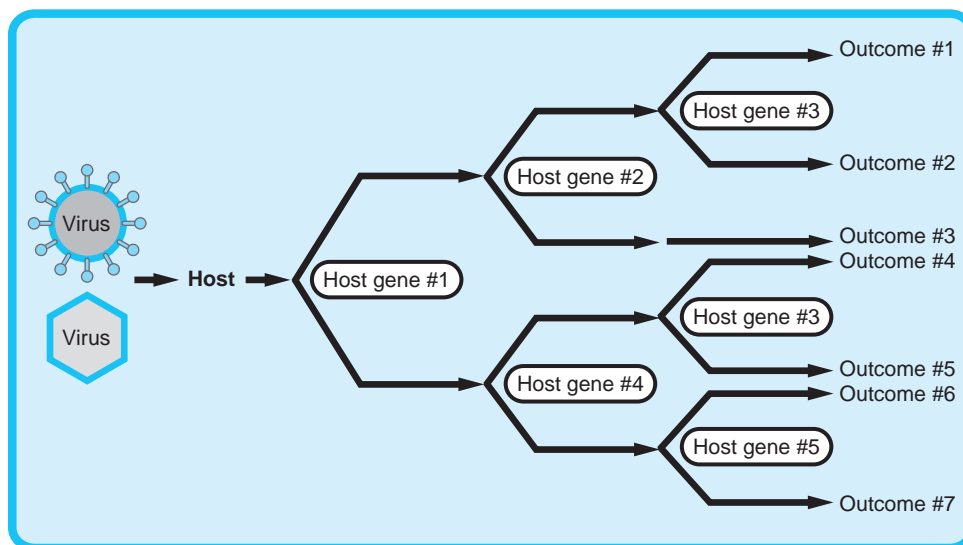 Outcome #1
Host gene #3
Outcome #2
Host gene #2
Virus
Outcome #3
Outcome #4
Host
Host gene #1
Host gene #3
Virus
Outcome #5
Host gene #4
Outcome #6
Host gene #5
Outcome #7